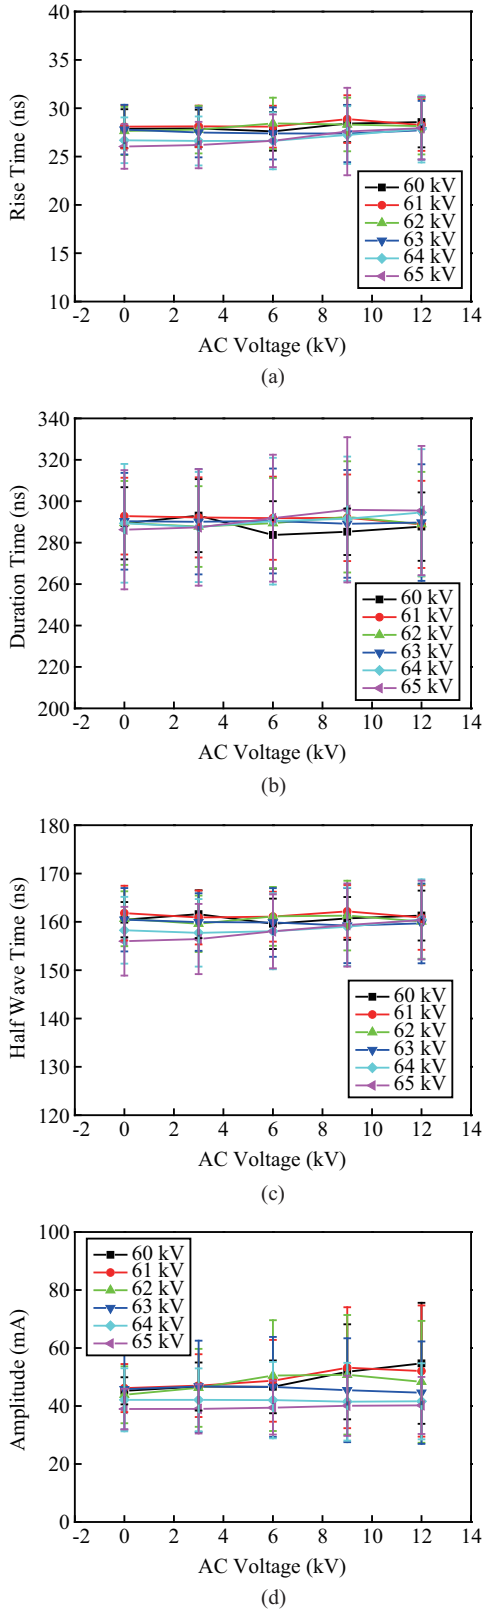 40
35
30
25
20
15
10
Rise Time (ns)
60 kV
61 kV
62 kV
63 kV
64 kV
65 kV
-2 0 2 4 6 8 10 12 14
AC Voltage (kV)
(a)
340
320
300
280
260
240
220
200
Duration Time (ns)
60 kV
61 kV
62 kV
63 kV
64 kV
65 kV
-2 0 2 4 6 8 10 12 14
AC Voltage (kV)
(b)
180
170
160
150
140
130
120
Half Wave Time (ns)
60 kV
61 kV
62 kV
63 kV
64 kV
65 kV
-2 0 2 4 6 8 10 12 14
AC Voltage (kV)
(c)
100
80
60
40
20
0
Amplitude (mA)
60 kV
61 kV
62 kV
63 kV
64 kV
65 kV
-2 0 2 4 6 8 10 12 14
AC Voltage (kV)
(d)